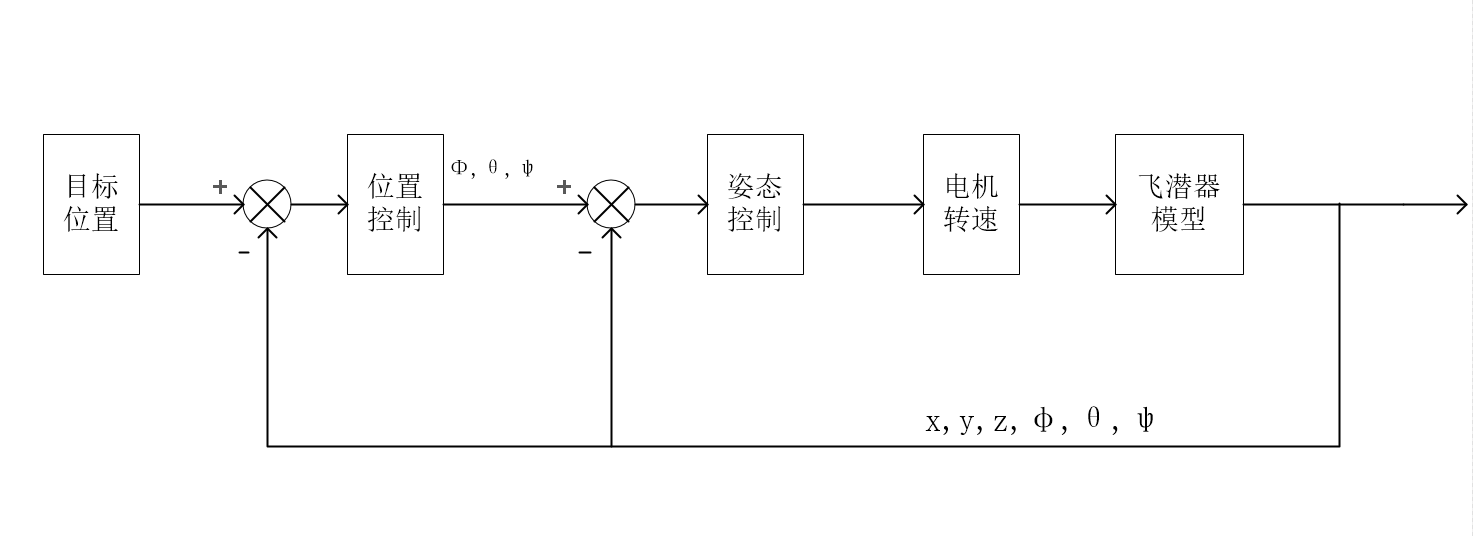 目标
位置
+
-
位置
控制
Φ, θ, ψ
+
-
姿态
控制
电机
转速
飞潜器
模型
x, y, z, ϕ, θ, ψ